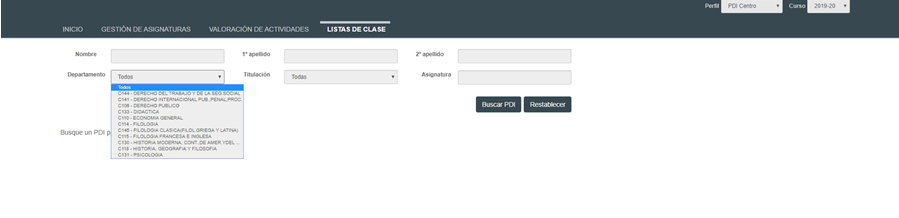 Perfil PDI Centro Curso 2019-20
INICIO GESTIÓN DE ASIGNATURAS VALORACIÓN DE ACTIVIDADES LISTAS DE CLASE
Nombre 1º apellido 2º apellido
Departamento Todos Titulación Todas Asignatura
Todos
C144 - DERECHO DEL TRABAJO Y DE LA SEG.SOCIAL
C141 - DERECHO INTERNACIONAL PUB.,PENAL,PROC.
C108 - DERECHO PUBLICO
C133 - DIDACTICA
C110 - ECONOMIA GENERAL
C114 - FILOLOGIA
C146 - FILOLOGIA CLASICA(FILOL.GRIEGA Y LATINA)
C115 - FILOLOGIA FRANCESA E INGLESA
C130 - HISTORIA MODERNA, CONT.,DE AMER.YDEL ...
C116 - HISTORIA, GEOGRAFIA Y FILOSOFIA
C131 - PSICOLOGIA
Buscar PDI Restablecer
Busque un PDI p